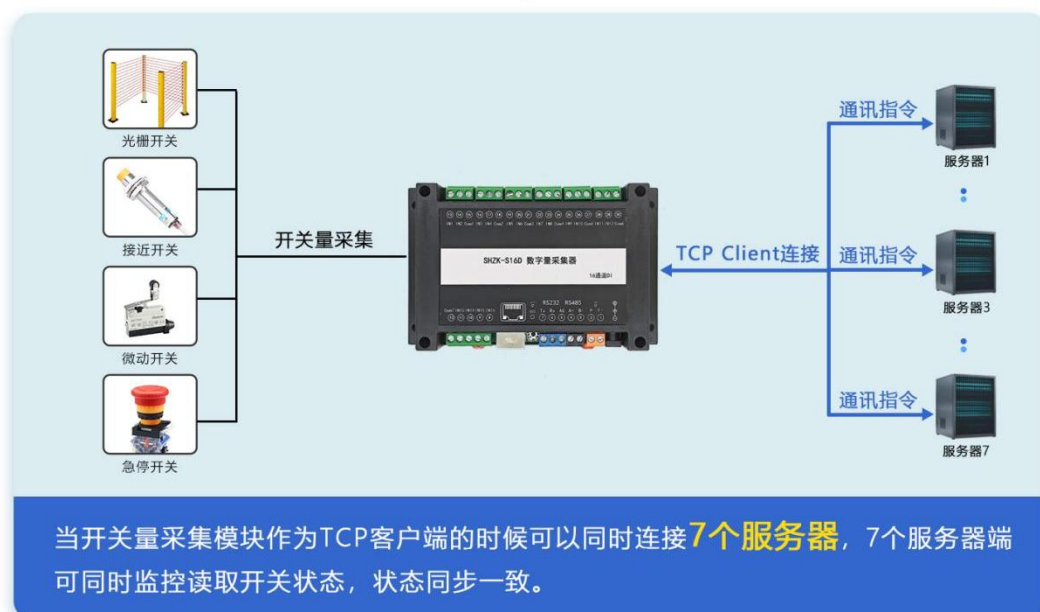 光栅开关
接近开关
微动开关
急停开关
开关量采集
SHZK-S16D 数字量采集器
16通道DI
RS232 RS485
TCP Client连接
通讯指令
服务器1
通讯指令
服务器3
通讯指令
服务器7
当开关量采集模块作为TCP客户端的时候可以同时连接7个服务器，7个服务器端
可同时监控读取开关状态，状态同步一致。